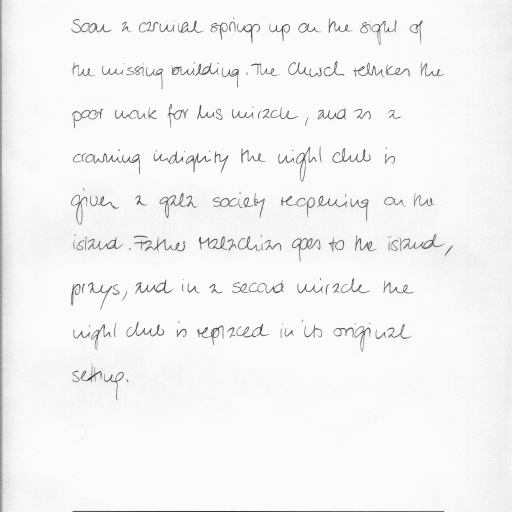 Soon a carnival springs up on the sight of
the missing building. The Church rebukes the
poor monk for his miracle, and as a
crowning indignity the night club is
given a gala society reopening on the
island. Father Malachian goes to the island,
prays, and in a second miracle the
night club is replaced in its original
setting.